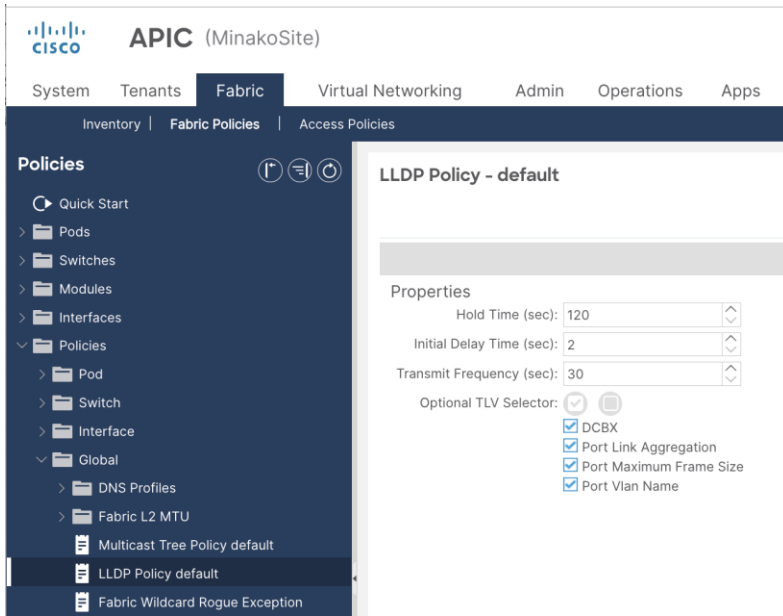 CISCO
APIC (MinakoSite)
System Tenants Fabric Virtual Networking Admin Operations Apps
Inventory | Fabric Policies | Access Policies
Policies
Quick Start
Pods
Switches
Modules
Interfaces
Policies
Pod
Switch
Interface
Global
DNS Profiles
Fabric L2 MTU
Multicast Tree Policy default
LLDP Policy default
Fabric Wildcard Rogue Exception
LLDP Policy - default
Properties
Hold Time (sec): 120
Initial Delay Time (sec): 2
Transmit Frequency (sec): 30
Optional TLV Selector:
DCBX
Port Link Aggregation
Port Maximum Frame Size
Port Vlan Name